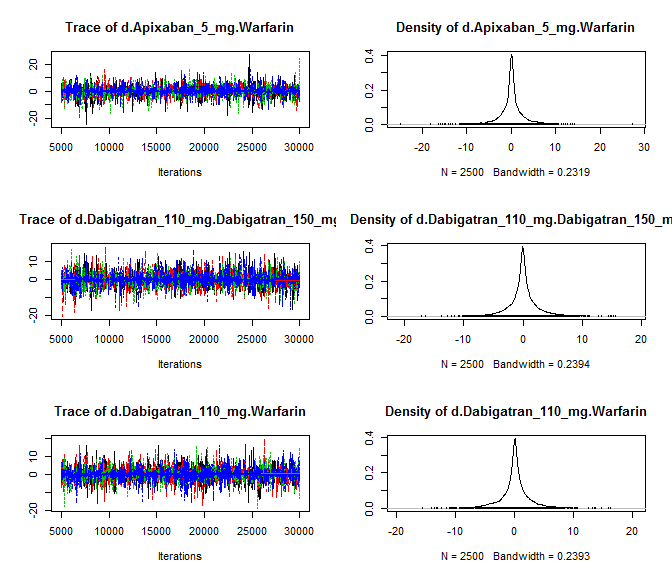 Trace of d.Apixaban_5_mg.Warfarin
20
0
-20
5000 10000 15000 20000 25000 30000
Iterations
Density of d.Apixaban_5_mg.Warfarin
0.4
0.2
0.0
-20 -10 0 10 20 30
N = 2500 Bandwidth = 0.2319
Trace of d.Dabigatran_110_mg.Dabigatran_150_mg
10
0
-20
5000 10000 15000 20000 25000 30000
Iterations
Density of d.Dabigatran_110_mg.Dabigatran_150_m
0.4
0.2
0.0
-20 -10 0 10 20
N = 2500 Bandwidth = 0.2394
Trace of d.Dabigatran_110_mg.Warfarin
10
0
-20
5000 10000 15000 20000 25000 30000
Iterations
Density of d.Dabigatran_110_mg.Warfarin
0.4
0.2
0.0
-20 -10 0 10 20
N = 2500 Bandwidth = 0.2393